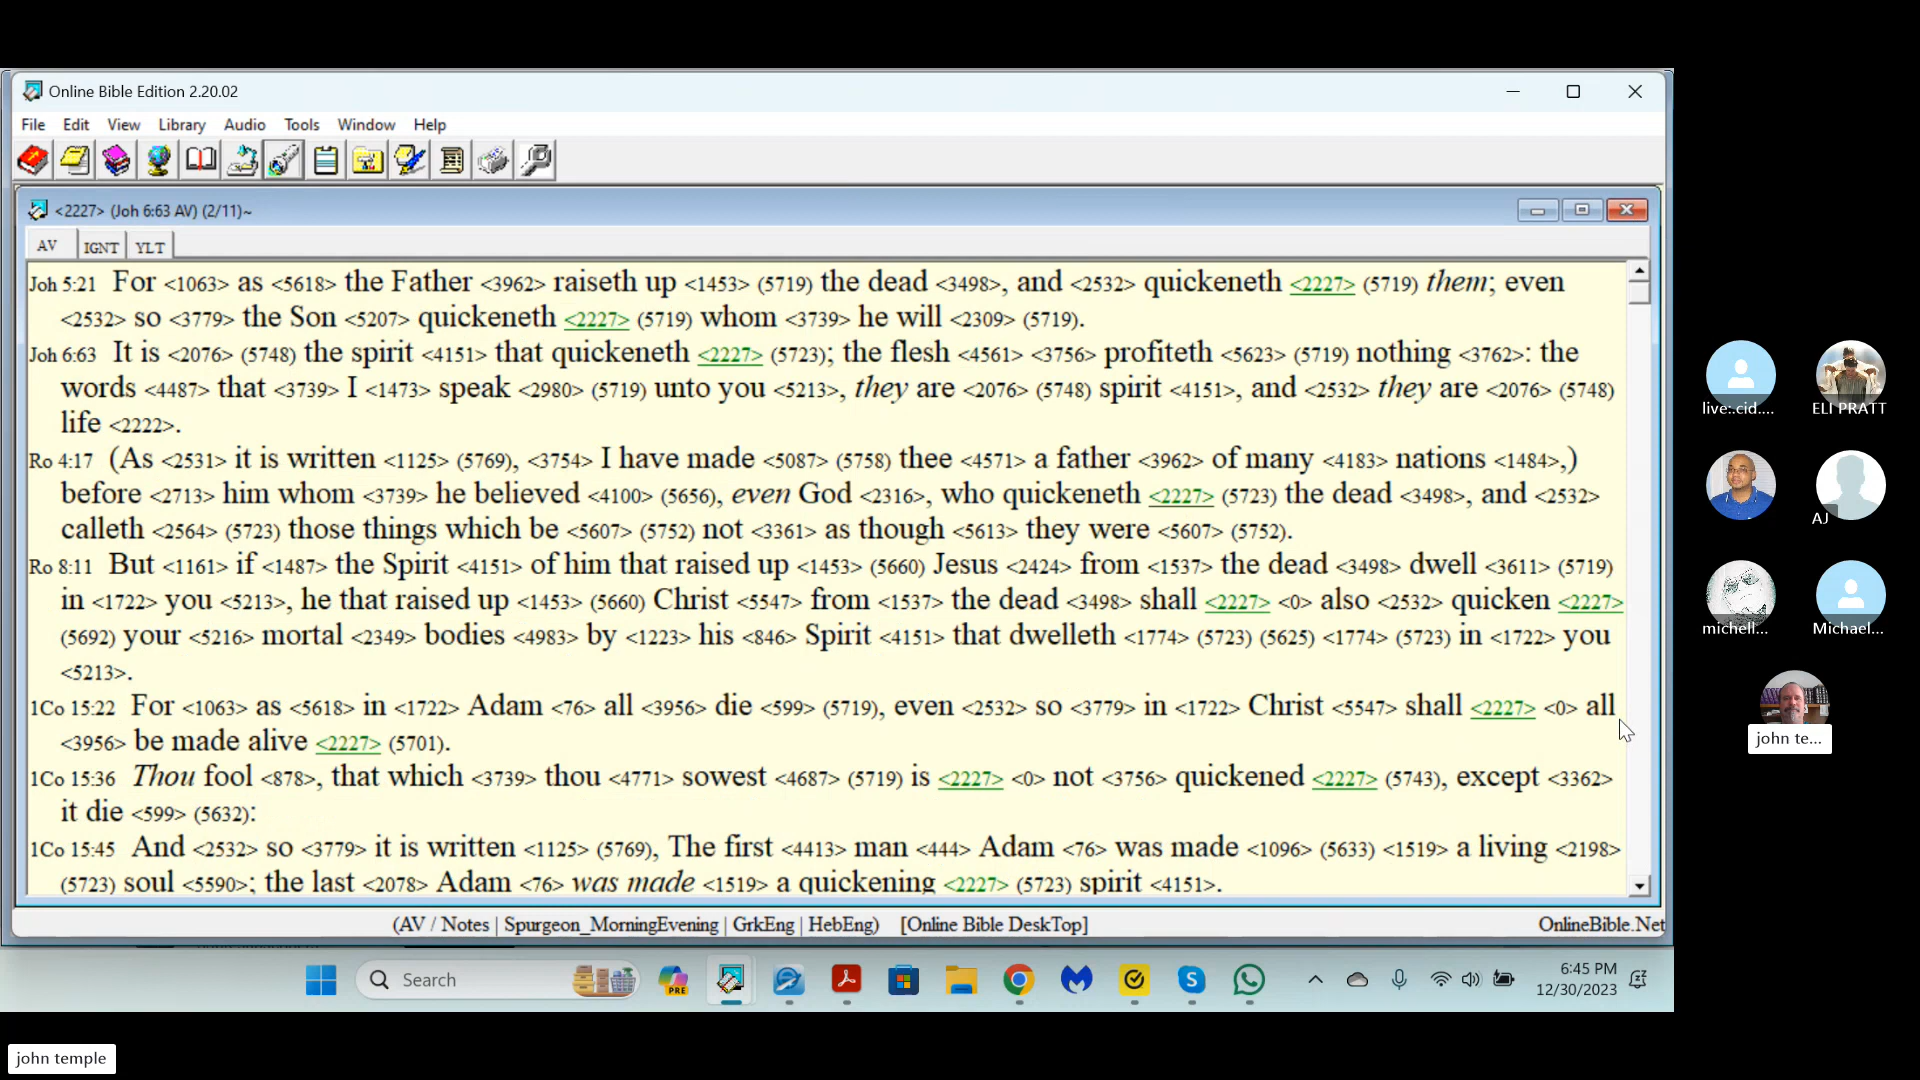 Online Bible Edition 2.20.02
File Edit View Library Audio Tools Window Help
<2227> (Joh 6:63 AV) (2/11)~
AV IGNT YLT
Joh 5:21 For <1063> as <5618> the Father <3962> raiseth up <1453> (5719) the dead <3498>, and <2532> quickeneth <2227> (5719) them; even
<2532> so <3779> the Son <5207> quickeneth <2227> (5719) whom <3739> he will <2309> (5719).
Joh 6:63 It is <2076> (5748) the spirit <4151> that quickeneth <2227> (5723); the flesh <4561> <3756> profiteth <5623> (5719) nothing <3762>: the
words <4487> that <3739> I <1473> speak <2980> (5719) unto you <5213>, they are <2076> (5748) spirit <4151>, and <2532> they are <2076> (5748)
life <2222>.
Ro 4:17 (As <2531> it is written <1125> (5769), <3754> I have made <5087> (5758) thee <4571> a father <3962> of many <4183> nations <1484>,)
before <2713> him whom <3739> he believed <4100> (5656), even God <2316>, who quickeneth <2227> (5723) the dead <3498>, and <2532>
calleth <2564> (5723) those things which be <5607> (5752) not <3361> as though <5613> they were <5607> (5752).
Ro 8:11 But <1161> if <1487> the Spirit <4151> of him that raised up <1453> (5660) Jesus <2424> from <1537> the dead <3498> dwell <3611> (5719)
in <1722> you <5213>, he that raised up <1453> (5660) Christ <5547> from <1537> the dead <3498> shall <2227> <0> also <2532> quicken <2227>
(5692) your <5216> mortal <2349> bodies <4983> by <1223> his <846> Spirit <4151> that dwelleth <1774> (5723) (5625) <1774> (5723) in <1722> you
<5213>.
1Co 15:22 For <1063> as <5618> in <1722> Adam <76> all <3956> die <599> (5719), even <2532> so <3779> in <1722> Christ <5547> shall <2227> <0> all
<3956> be made alive <2227> (5701).
1Co 15:36 Thou fool <878>, that which <3739> thou <4771> sowest <4687> (5719) is <2227> <0> not <3756> quickened <2227> (5743), except <3362>
it die <599> (5632):
1Co 15:45 And <2532> so <3779> it is written <1125> (5769), The first <4413> man <444> Adam <76> was made <1096> (5633) <1519> a living <2198>
(5723) soul <5590>; the last <2078> Adam <76> was made <1519> a quickening <2227> (5723) spirit <4151>.
(AV / Notes | Spurgeon_MorningEvening | GrkEng | HebEng) [Online Bible DeskTop]
OnlineBible.Net
Search
PRE
6:45 PM
12/30/2023
live:.cid....
ELI PRATT
AJ
michell...
Michael...
john te...
john temple